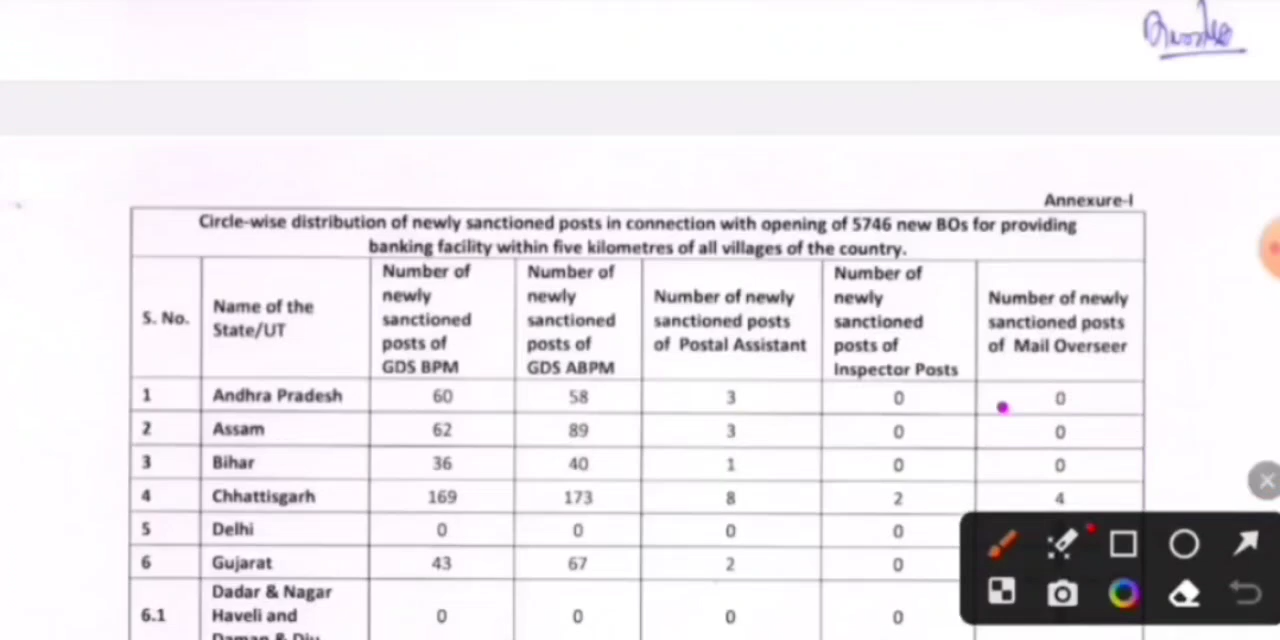 Annexure-I
Circle-wise distribution of newly sanctioned posts in connection with opening of 5746 new BOs for providing
banking facility within five kilometres of all villages of the country.
S. No.
Name of the
State/UT
Number of
newly
sanctioned
posts of
GDS BPM
Number of
newly
sanctioned
posts of
GDS ABPM
Number of newly
sanctioned posts
of Postal Assistant
Number of
newly
sanctioned
posts of
Inspector Posts
Number of newly
sanctioned posts
of Mail Overseer
1 Andhra Pradesh 60 58 3 0 0
2 Assam 62 89 3 0 0
3 Bihar 36 40 1 0 0
4 Chhattisgarh 169 173 8 2 4
5 Delhi 0 0 0 0
6 Gujarat 43 67 2 0
6.1 Dadar & Nagar
Haveli and
Daman & Diu
0 0 0 0